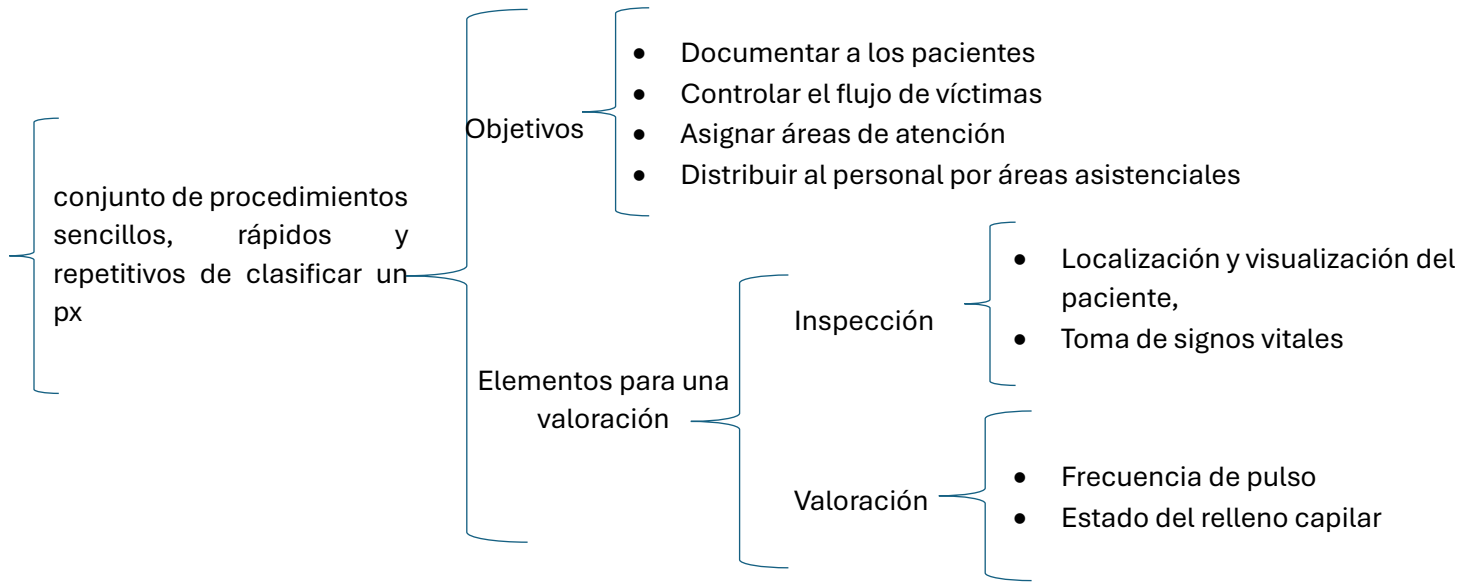 conjunto de procedimientos
sencillos, rápidos y
repetitivos de clasificar un
px
Objetivos
• Documentar a los pacientes
• Controlar el flujo de víctimas
• Asignar áreas de atención
• Distribuir al personal por áreas asistenciales
Elementos para una
valoración
Inspección
• Localización y visualización del
paciente,
• Toma de signos vitales
Valoración
• Frecuencia de pulso
• Estado del relleno capilar